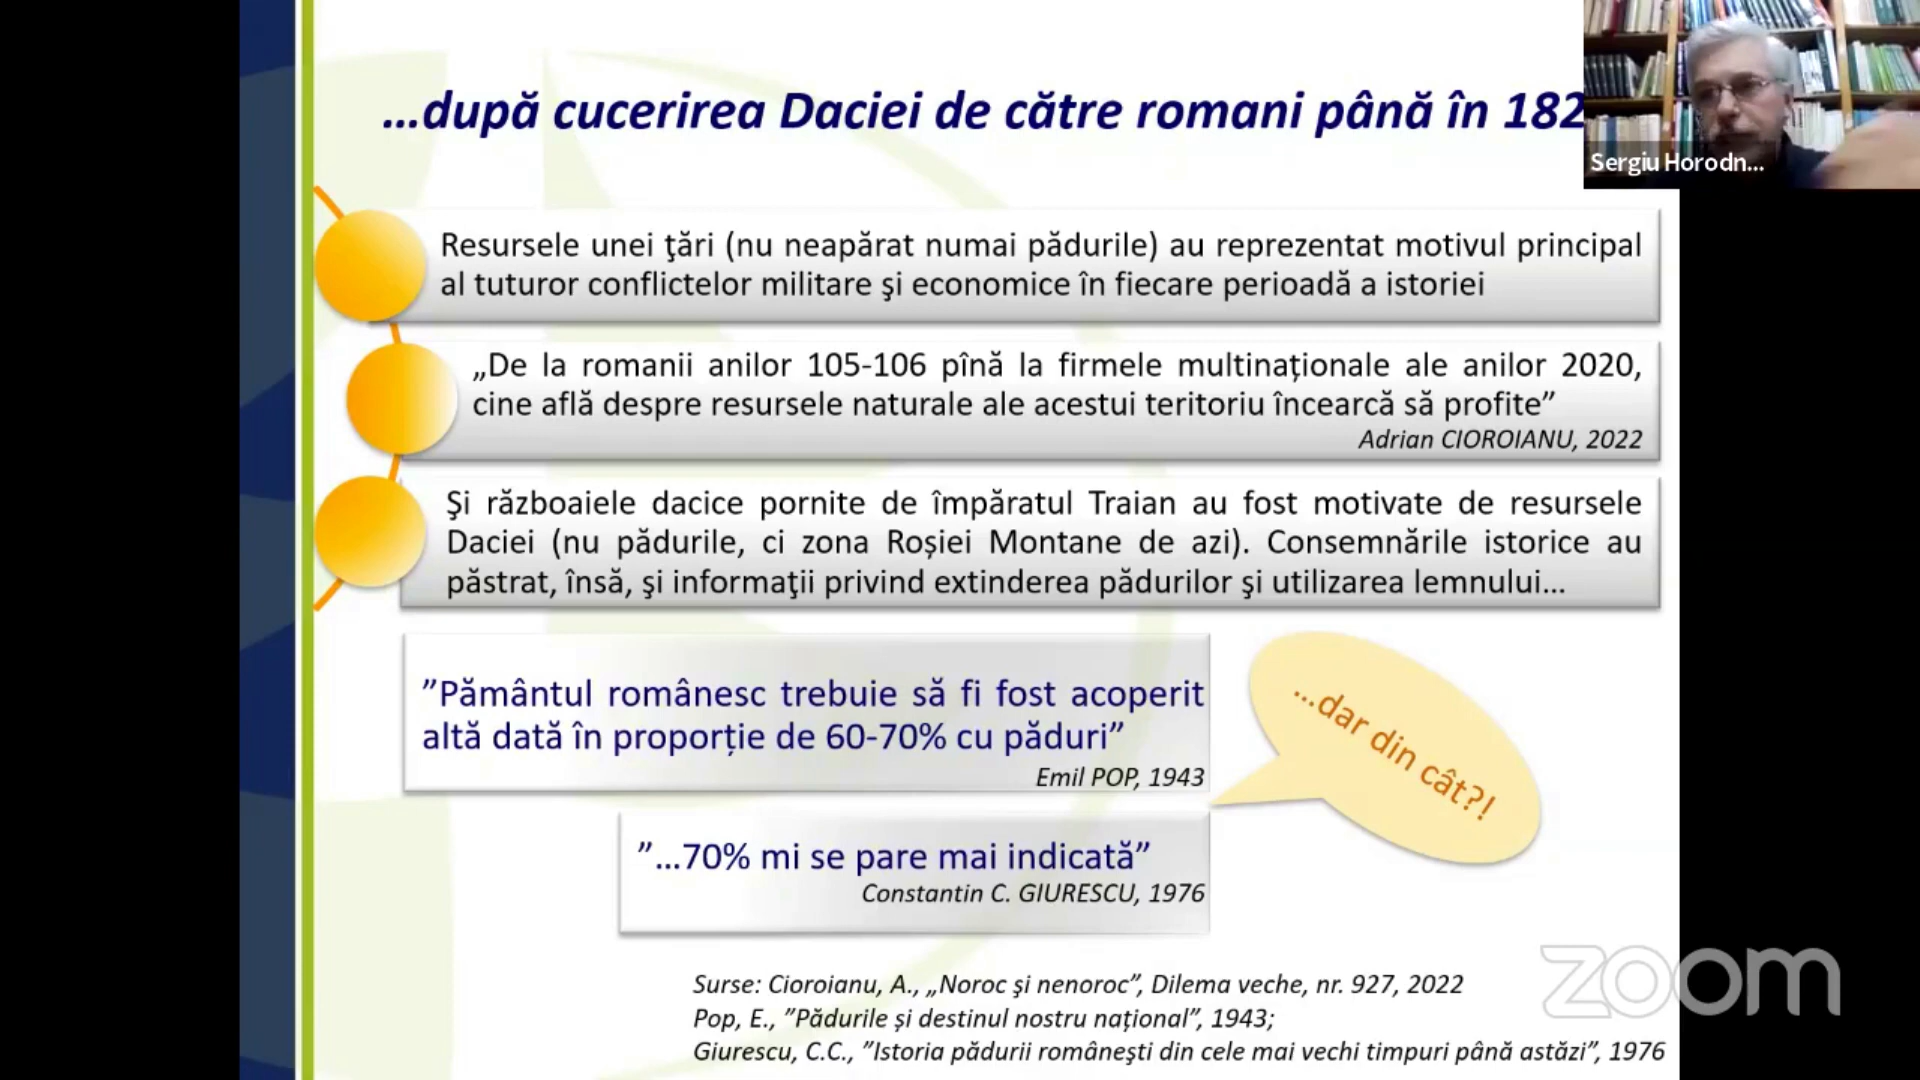 ...după cucerirea Daciei de către romani până în 182
Sergiu Horodn...
Resursele unei ţări (nu neapărat numai pădurile) au reprezentat motivul principal
al tuturor conflictelor militare şi economice în fiecare perioadă a istoriei
„De la romanii anilor 105-106 pînă la firmele multinaționale ale anilor 2020,
cine află despre resursele naturale ale acestui teritoriu încearcă să profite”
Adrian CIOROIANU, 2022
Şi războaiele dacice pornite de împăratul Traian au fost motivate de resursele
Daciei (nu pădurile, ci zona Roșiei Montane de azi). Consemnările istorice au
păstrat, însă, şi informaţii privind extinderea pădurilor şi utilizarea lemnului...
”Pământul românesc trebuie să fi fost acoperit
altă dată în proporție de 60-70% cu păduri”
Emil POP, 1943
...dar din cât?!
”...70% mi se pare mai indicată”
Constantin C. GIURESCU, 1976
Surse: Cioroianu, A., „Noroc şi nenoroc”, Dilema veche, nr. 927, 2022
Pop, E., ”Pădurile și destinul nostru național”, 1943;
Giurescu, C.C., ”Istoria pădurii româneşti din cele mai vechi timpuri până astăzi”, 1976
zoom